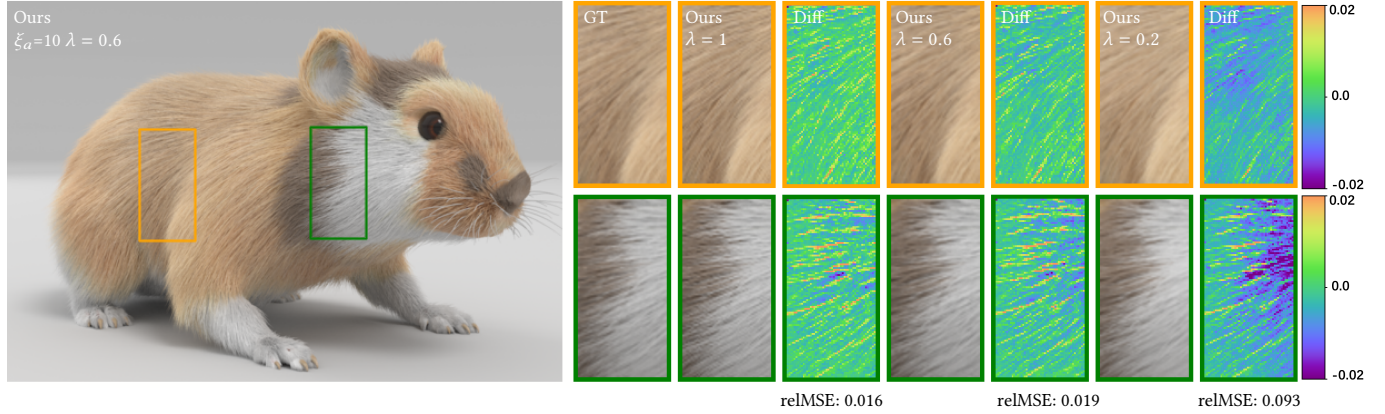 Ours
ξₐ=10 λ = 0.6
GT
Ours
λ = 1
Diff
Ours
λ = 0.6
Diff
Ours
λ = 0.2
Diff
0.02
0.0
-0.02
0.02
0.0
-0.02
relMSE: 0.016
relMSE: 0.019
relMSE: 0.093